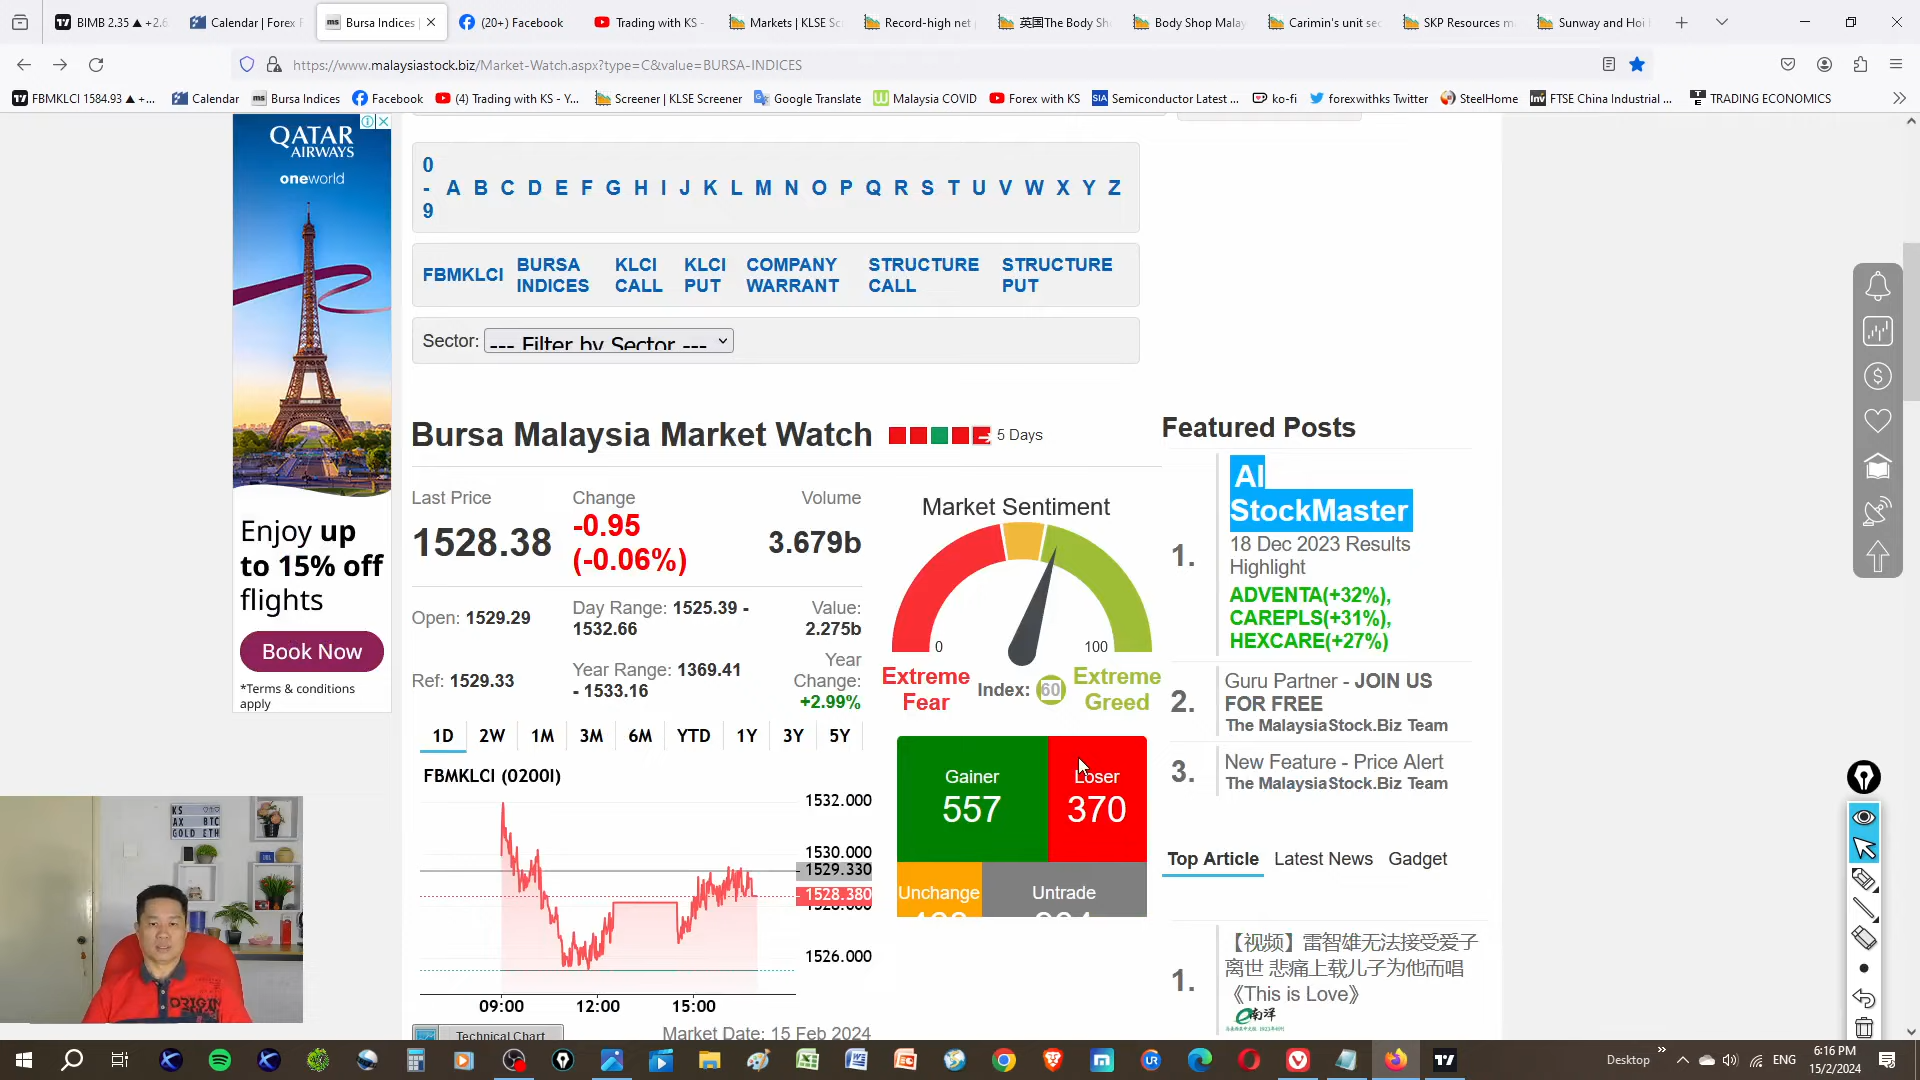 BIMB 2.35 ▲ +2.6
Calendar | Forex F
Bursa Indices |
(20+) Facebook
Trading with KS -
Markets | KLSE Sc
Record-high net
英国The Body Sh
Body Shop Malay
Carimin's unit sec
SKP Resources m
Sunway and Hoi H
https://www.malaysiastock.biz/Market-Watch.aspx?type=C&value=BURSA-INDICES
FBMKLCI 1584.93 ▲ +...
Calendar
Bursa Indices
Facebook
(4) Trading with KS - Y...
Screener | KLSE Screener
Google Translate
Malaysia COVID
Forex with KS
SIA
Semiconductor Latest ...
ko-fi
forexwithks Twitter
SteelHome
Inv
FTSE China Industrial ...
TRADING ECONOMICS
QATAR
AIRWAYS
oneworld
Enjoy up
to 15% off
flights
Book Now
*Terms & conditions
apply
0
-
9
A B C D E F G H I J K L M N O P Q R S T U V W X Y Z
FBMKLCI
BURSA
INDICES
KLCI
CALL
KLCI
PUT
COMPANY
WARRANT
STRUCTURE
CALL
STRUCTURE
PUT
Sector: --- Filter by Sector ---
Bursa Malaysia Market Watch
5 Days
Last Price
Change
Volume
1528.38
-0.95
(-0.06%)
3.679b
Open: 1529.29
Day Range: 1525.39 -
1532.66
Value:
2.275b
Ref: 1529.33
Year Range: 1369.41
- 1533.16
Year
Change:
+2.99%
1D 2W 1M 3M 6M YTD 1Y 3Y 5Y
FBMKLCI (0200I)
1532.000
1530.000
1529.330
1528.380
1526.000
09:00 12:00 15:00
Technical Chart
Market Date: 15 Feb 2024
Market Sentiment
0
100
Extreme
Fear
Index: 60
Extreme
Greed
Gainer
557
Loser
370
Unchange
Untrade
Featured Posts
1.
AI
StockMaster
18 Dec 2023 Results
Highlight
ADVENTA(+32%),
CAREPLS(+31%),
HEXCARE(+27%)
2.
Guru Partner - JOIN US
FOR FREE
The MalaysiaStock.Biz Team
3.
New Feature - Price Alert
The MalaysiaStock.Biz Team
Top Article
Latest News
Gadget
1.
【视频】雷智雄无法接受爱子
离世 悲痛上载儿子为他而唱
《This is Love》
e南洋
KS
AX BTC
GOLD ETH
ORIGIN
Desktop
ENG
6:16 PM
15/2/2024